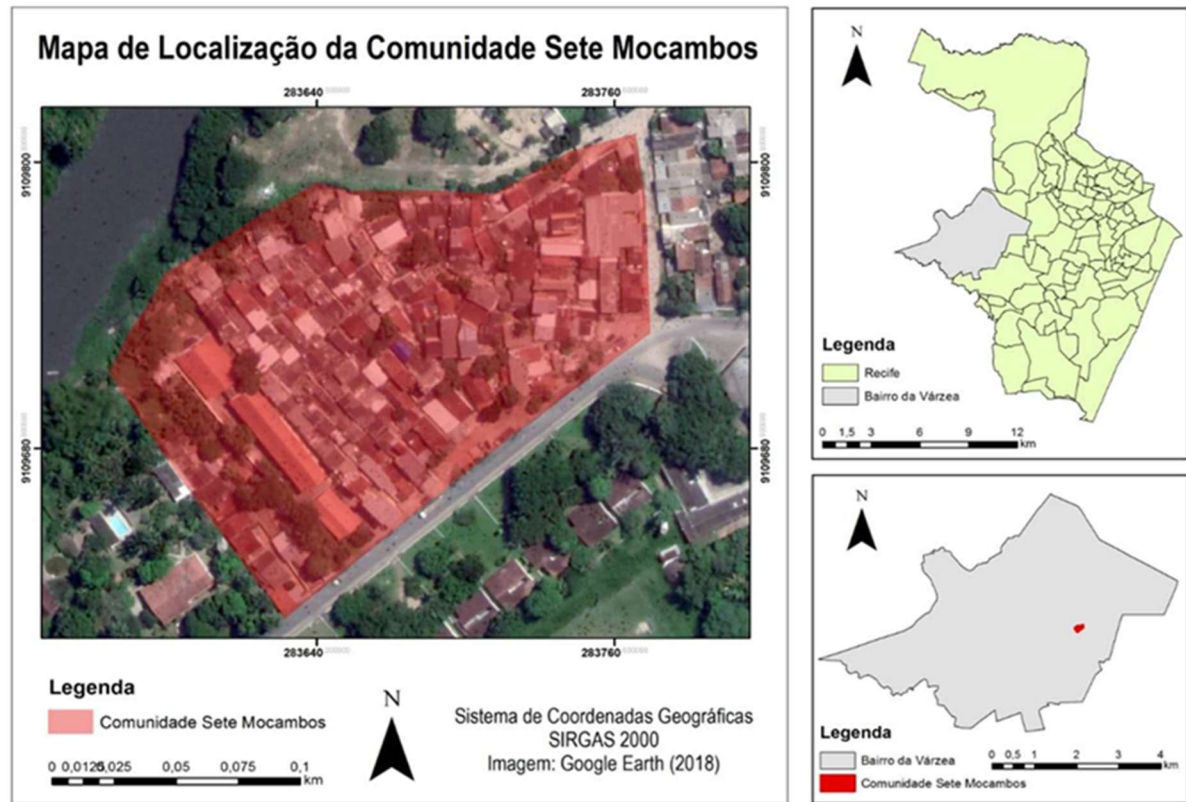 Mapa de Localização da Comunidade Sete Mocambos
283640 283760
9109800 9109800
9109680 9109680
283640 283760
Legenda
Comunidade Sete Mocambos
0 0,0125 0,025 0,05 0,075 0,1
km
N
Sistema de Coordenadas Geográficas
SIRGAS 2000
Imagem: Google Earth (2018)
N
Legenda
Recife
Bairro da Várzea
0 1,5 3 6 9 12
km
N
Legenda
Bairro da Várzea
Comunidade Sete Mocambos
0 0,5 1 2 3 4
km